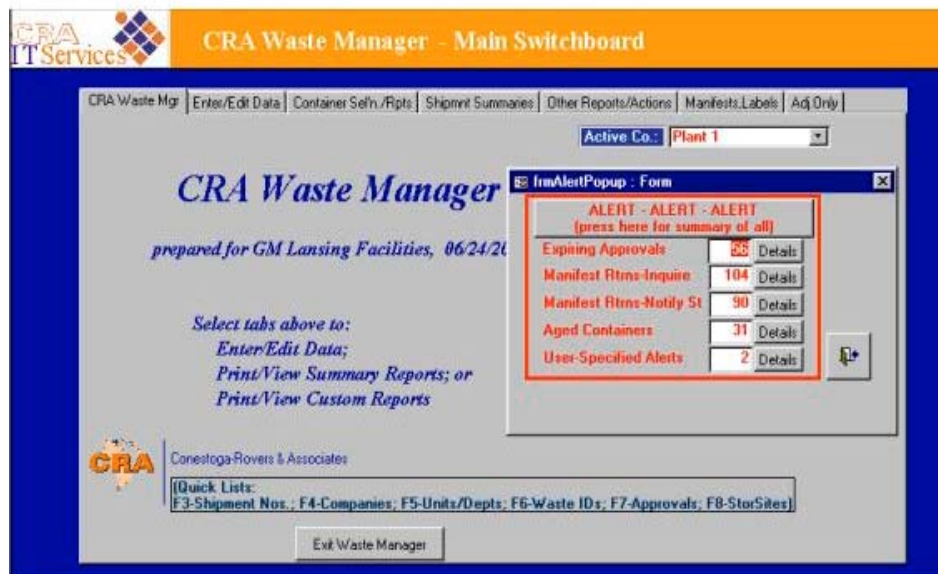 CRA
IT Services
CRA Waste Manager - Main Switchboard
CRA Waste Mgr Enter/Edit Data Container Sel'n./Rpts Shipmnt Summaries Other Reports/Actions Manifests,Labels Adj Only
Active Co.: Plant 1
CRA Waste Manager
prepared for GM Lansing Facilities, 06/24/20
Select tabs above to:
Enter/Edit Data;
Print/View Summary Reports; or
Print/View Custom Reports
frmAlertPopup : Form
ALERT - ALERT - ALERT
(press here for summary of all)
Expiring Approvals 56 Details
Manifest Rtrns-Inquire 104 Details
Manifest Rtrns-Notify St 90 Details
Aged Containers 31 Details
User-Specified Alerts 2 Details
CRA
Conestoga-Rovers & Associates
(Quick Lists:
F3-Shipment Nos.; F4-Companies; F5-Units/Depts; F6-Waste IDs; F7-Approvals; F8-StorSites)
Exit Waste Manager